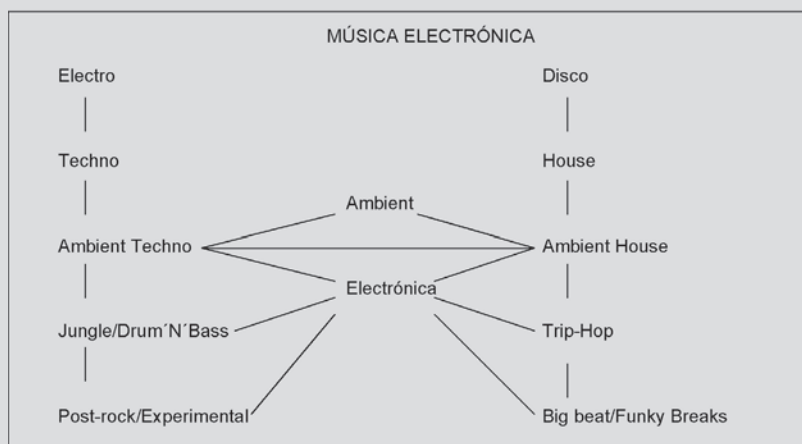 MÚSICA ELECTRÓNICA
Electro
Disco
Techno
House
Ambient
Ambient Techno
Ambient House
Electrónica
Jungle/Drum´N´Bass
Trip-Hop
Post-rock/Experimental
Big beat/Funky Breaks